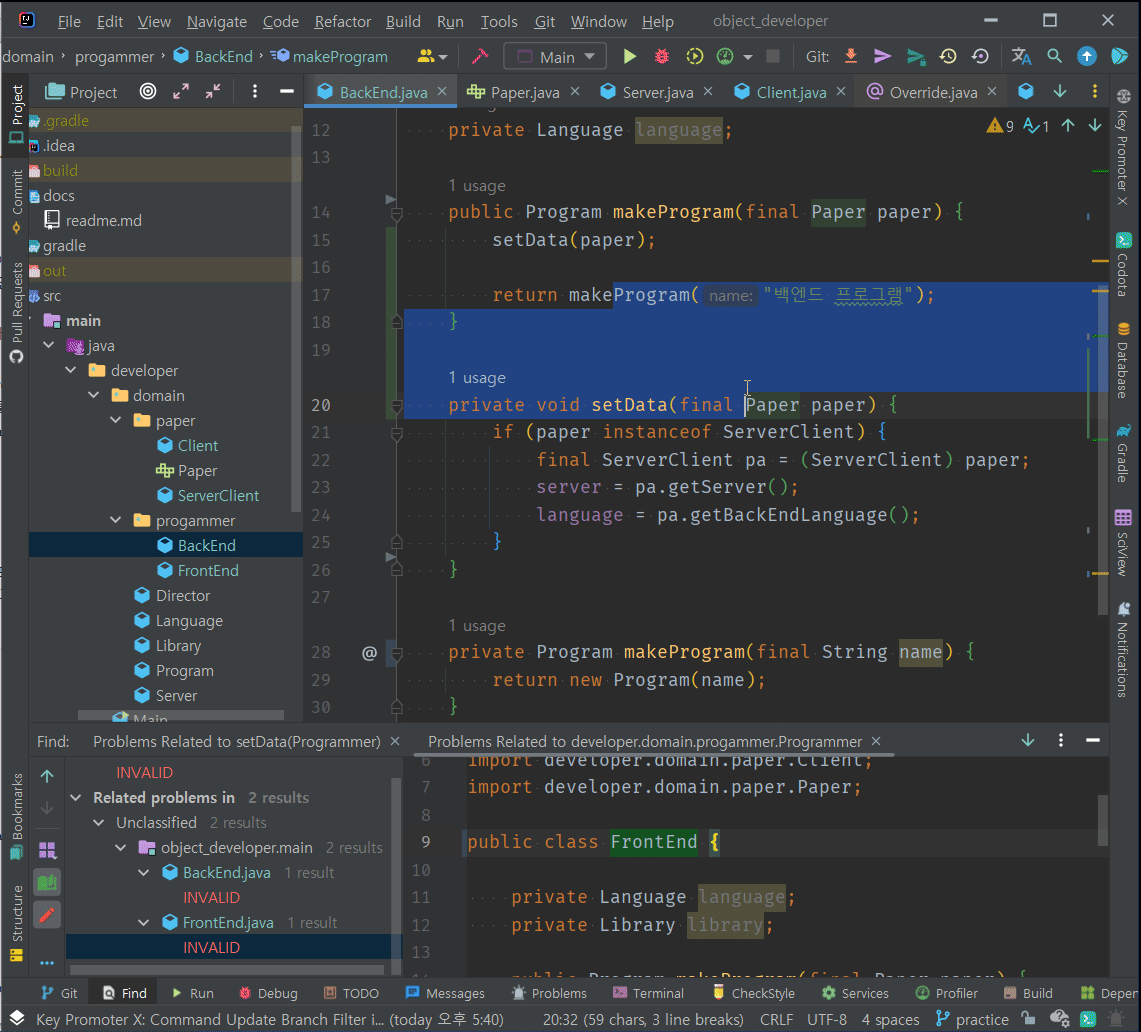 File Edit View Navigate Code Refactor Build Run Tools Git Window Help object_developer
domain progammer BackEnd makeProgram Main Git:
Project
BackEnd.java Paper.java Server.java Client.java Override.java
Project
Commit
Pull Requests
Bookmarks
Structure
.gradle
.idea
build
docs
readme.md
gradle
out
src
main
java
developer
domain
paper
Client
Paper
ServerClient
progammer
BackEnd
FrontEnd
Director
Language
Library
Program
Server
Main
9 1
12 private Language language;
13
1 usage
14 public Program makeProgram(final Paper paper) {
15 setData(paper);
16
17 return makeProgram( name: "백엔드 프로그램");
18 }
19
1 usage
20 private void setData(final Paper paper) {
21 if (paper instanceof ServerClient) {
22 final ServerClient pa = (ServerClient) paper;
23 server = pa.getServer();
24 language = pa.getBackEndLanguage();
25 }
26 }
27
1 usage
28 @ private Program makeProgram(final String name) {
29 return new Program(name);
30 }
Key Promoter X
Codota
Database
Gradle
SciView
Notifications
Find: Problems Related to setData(Programmer) Problems Related to developer.domain.progammer.Programmer
INVALID
Related problems in 2 results
Unclassified 2 results
object_developer.main 2 results
BackEnd.java 1 result
INVALID
FrontEnd.java 1 result
INVALID
6 import developer.domain.paper.Client;
7 import developer.domain.paper.Paper;
8
9 public class FrontEnd {
10
11 private Language language;
12 private Library library;
13
14 public Program makeProgram(final Paper paper) {
Git Find Run Debug TODO Messages Problems Terminal CheckStyle Services Profiler Build Depen
Key Promoter X: Command Update Branch Filter i... (today 오후 5:40) 20:32 (59 chars, 3 line breaks) CRLF UTF-8 4 spaces practice